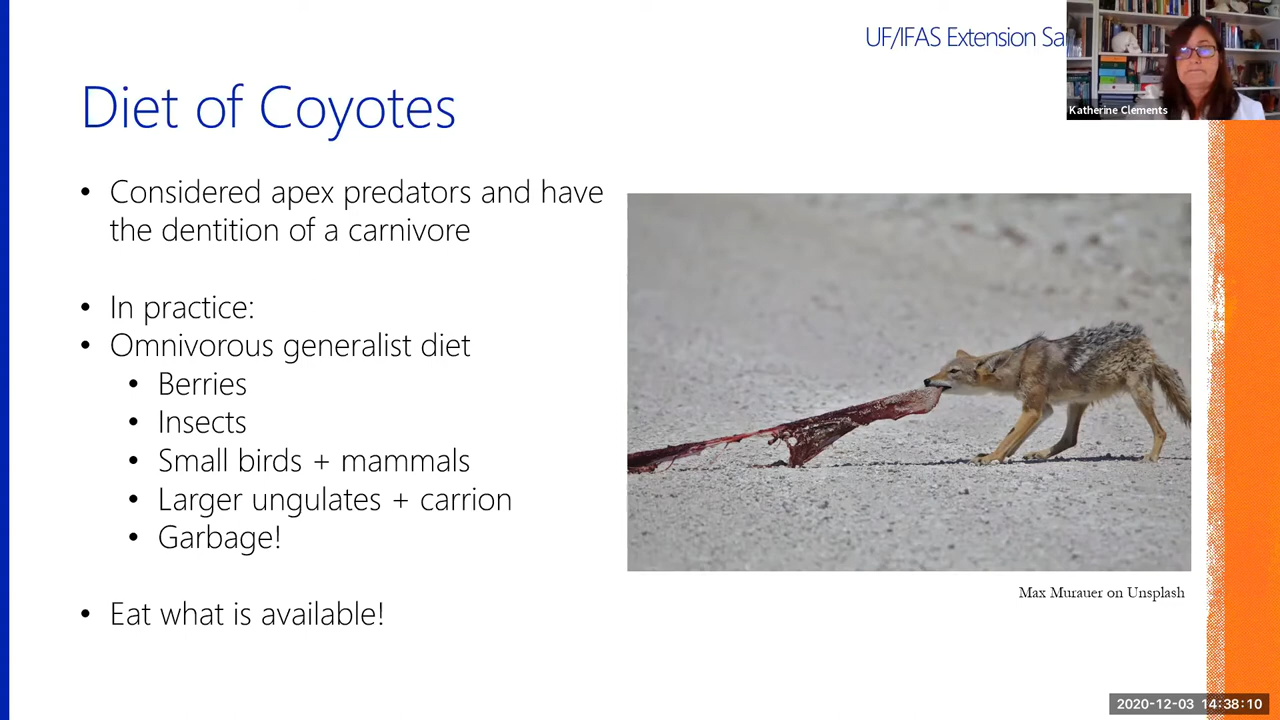 UF/IFAS Extension
Katherine Clements
Diet of Coyotes
• Considered apex predators and have
the dentition of a carnivore
• In practice:
• Omnivorous generalist diet
• Berries
• Insects
• Small birds + mammals
• Larger ungulates + carrion
• Garbage!
• Eat what is available!
Max Murauer on Unsplash
2020-12-03 14:38:10